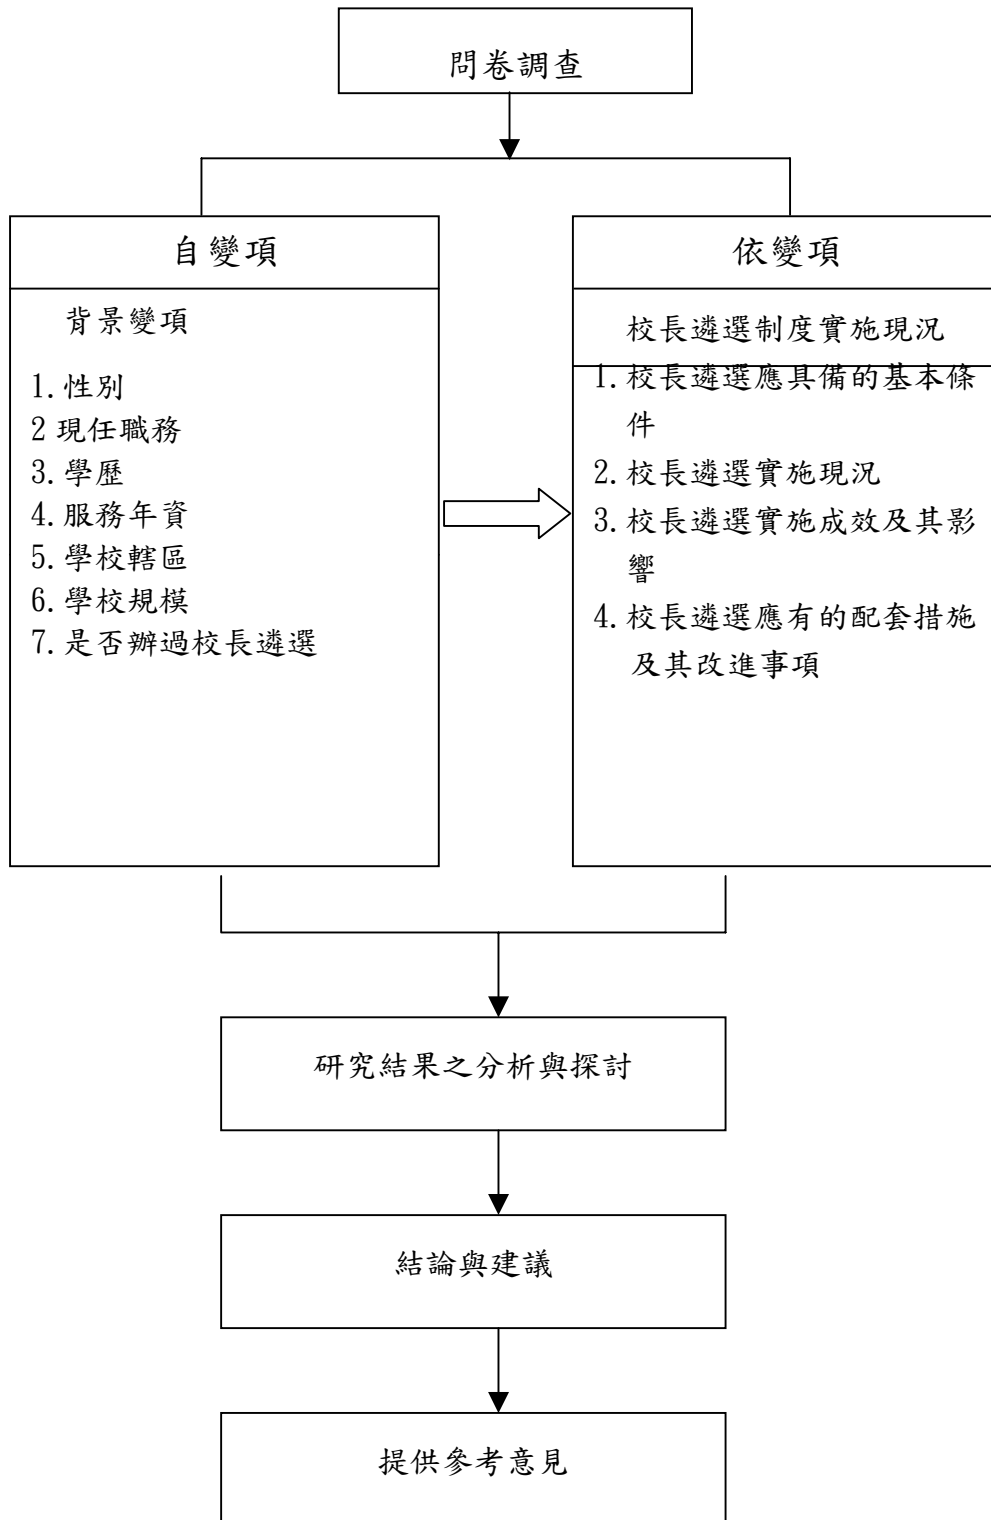 問卷調查
自變項
背景變項
1.性別
2 現任職務
3.學歷
4.服務年資
5.學校轄區
6.學校規模
7.是否辦過校長遴選
依變項
校長遴選制度實施現況
1.校長遴選應具備的基本條
件
2.校長遴選實施現況
3.校長遴選實施成效及其影
響
4.校長遴選應有的配套措施
及其改進事項
研究結果之分析與探討
結論與建議
提供參考意見